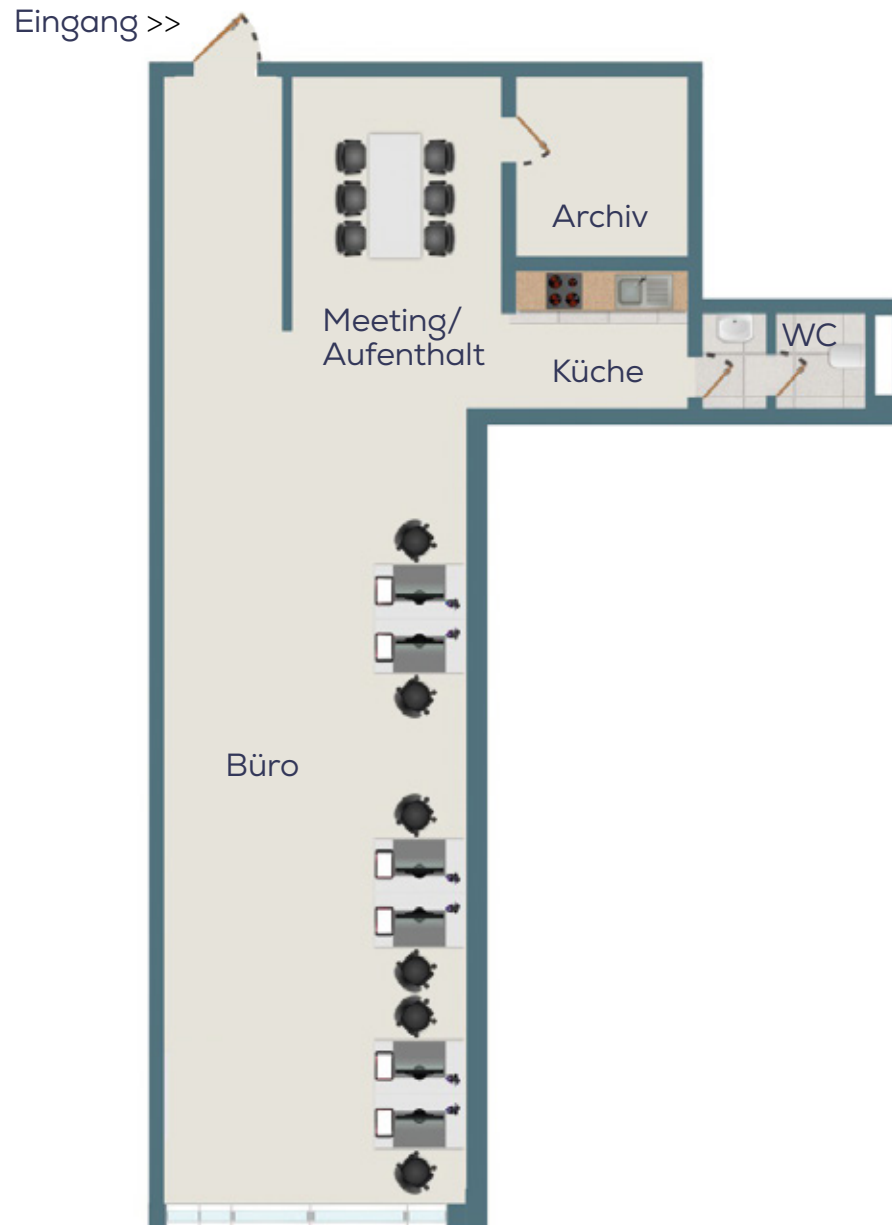 Eingang >>
Archiv
Meeting/
Aufenthalt
Küche
WC
Büro